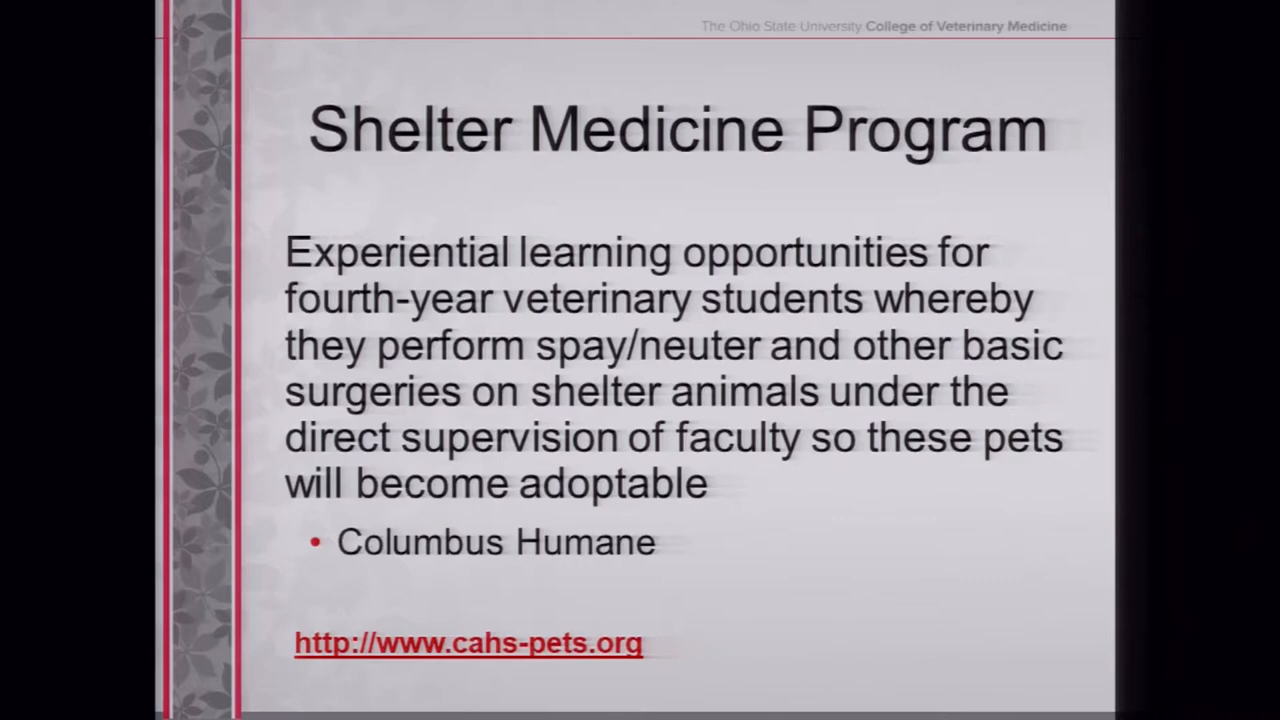 The Ohio State University College of Veterinary Medicine
Shelter Medicine Program
Experiential learning opportunities for
fourth-year veterinary students whereby
they perform spay/neuter and other basic
surgeries on shelter animals under the
direct supervision of faculty so these pets
will become adoptable
• Columbus Humane
http://www.cahs-pets.org